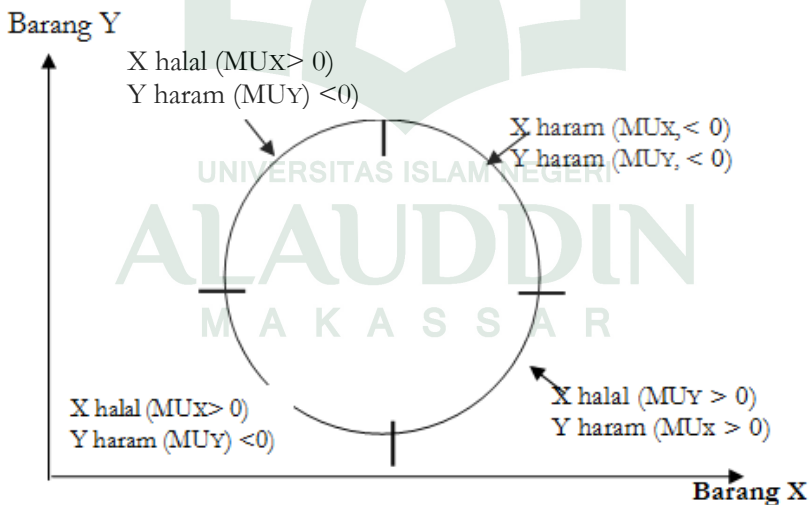 Barang Y
X halal (MUX> 0)
Y haram (MUY) <0)
X haram (MUX, < 0)
Y haram (MUY, < 0)
UNIVERSITAS ISLAM NEGERI
ALAUDDIN
MAKASSAR
X halal (MUX> 0)
Y haram (MUY) <0)
X halal (MUY > 0)
Y haram (MUX > 0)
Barang X